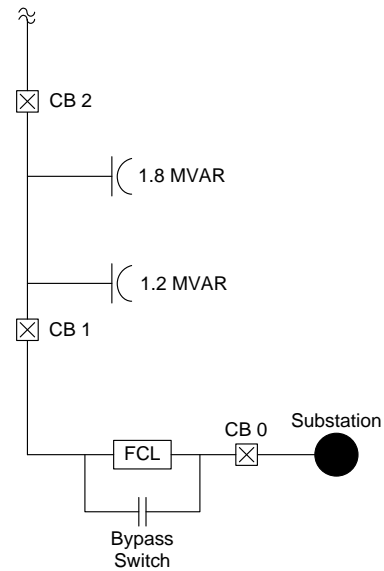 CB 2
1.8 MVAR
1.2 MVAR
CB 1
Substation
CB 0
FCL
Bypass
Switch